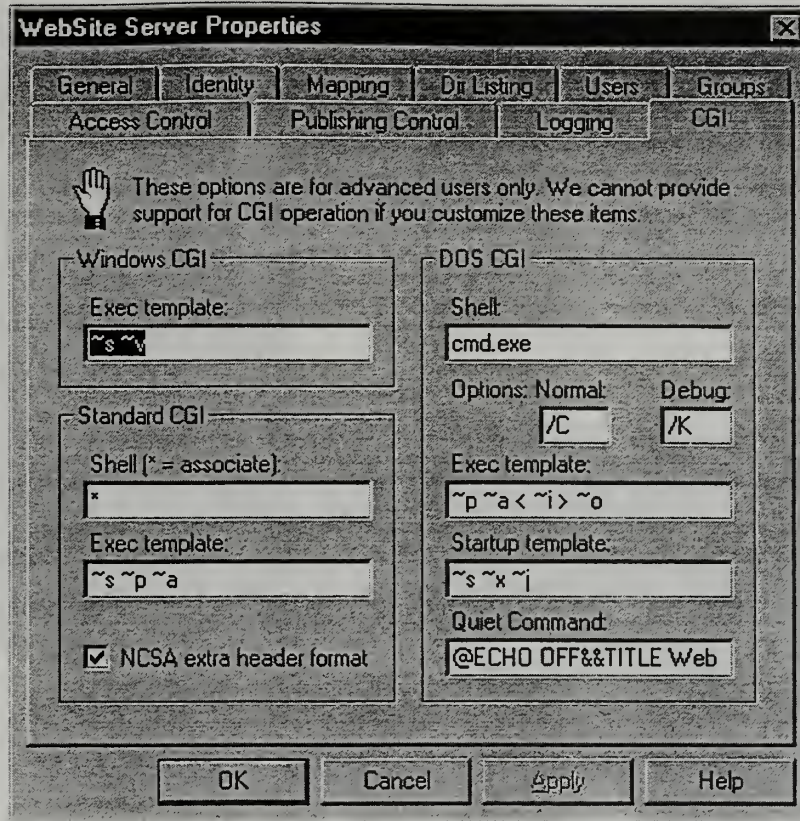 WebSite Server Properties
General Identity Mapping Dir Listing Users Groups
Access Control Publishing Control Logging CGI
These options are for advanced users only. We cannot provide
support for CGI operation if you customize these items.
Windows CGI
Exec template:
~s ~v
Standard CGI
Shell (* = associate):
*
Exec template:
~s ~p ~a
NCSA extra header format
DOS CGI
Shell:
cmd.exe
Options: Normal: Debug:
/C /K
Exec template:
~p ~a < ~i > ~o
Startup template:
~s ~x ~j
Quiet Command:
@ECHO OFF&&TITLE Web
OK Cancel Apply Help